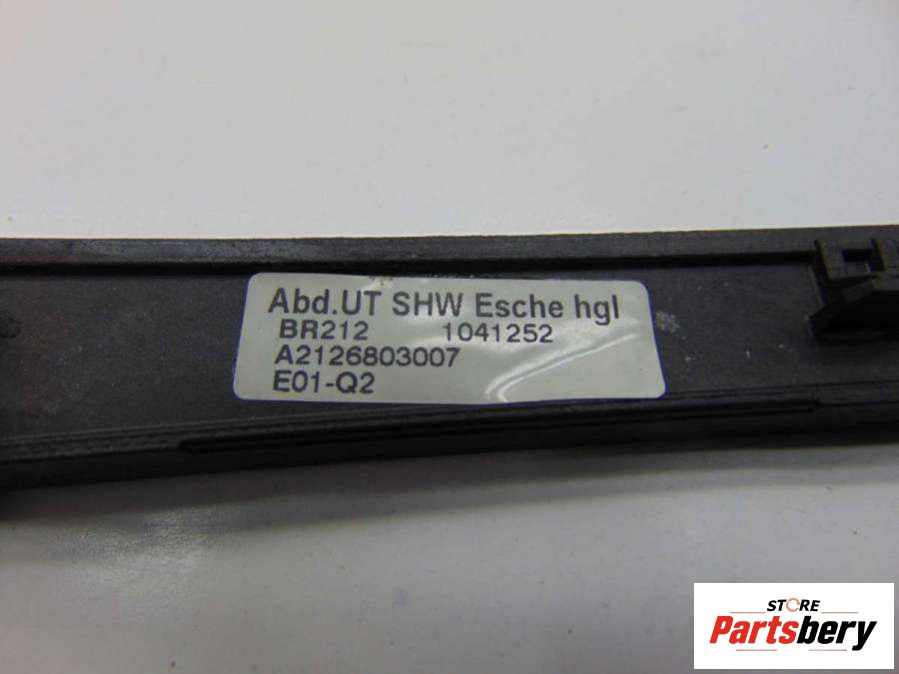 Abd.UT SHW Esche hgl
BR212 1041252
A2126803007
E01-Q2
STORE
Partsbery